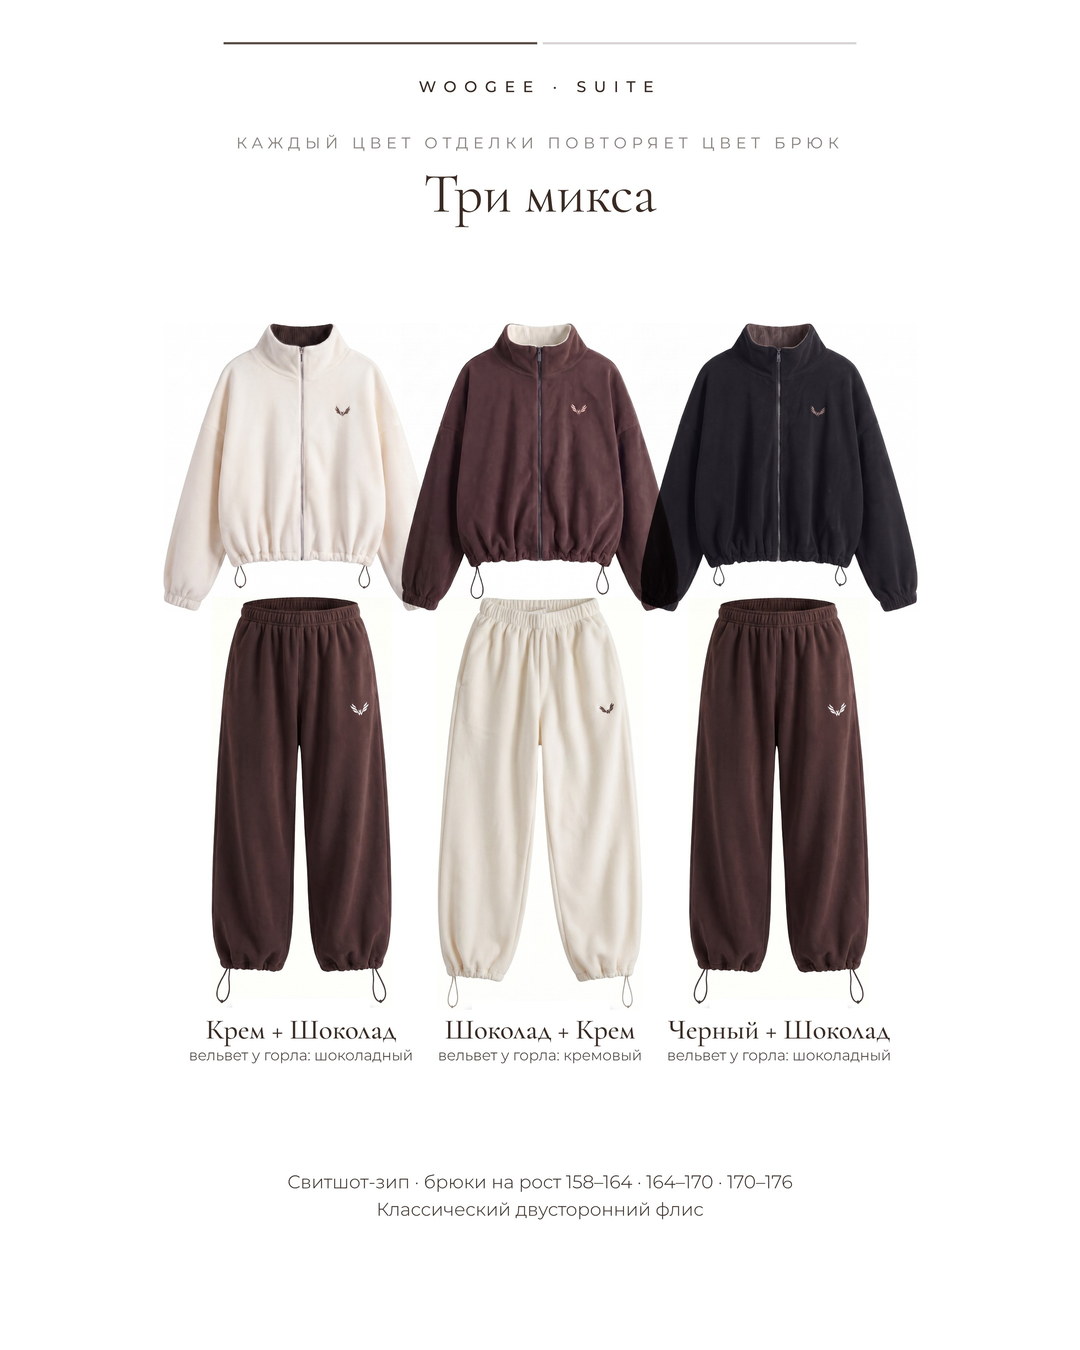 WOOGEE · SUITE
КАЖДЫЙ ЦВЕТ ОТДЕЛКИ ПОВТОРЯЕТ ЦВЕТ БРЮК
Три микса
Крем + Шоколад
вельвет у горла: шоколадный
Шоколад + Крем
вельвет у горла: кремовый
Черный + Шоколад
вельвет у горла: шоколадный
Свитшот-зип · брюки на рост 158–164 · 164–170 · 170–176
Классический двусторонний флис